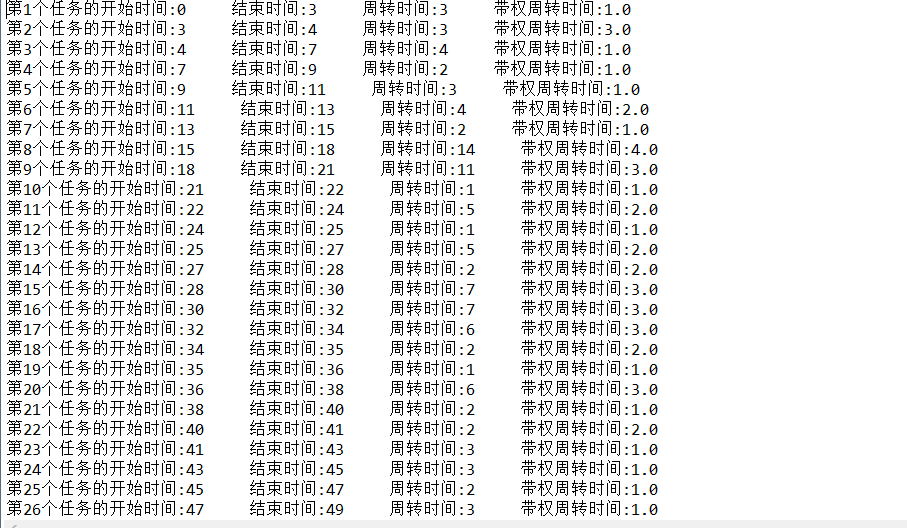 第1个任务的开始时间:0 结束时间:3 周转时间:3 带权周转时间:1.0
第2个任务的开始时间:3 结束时间:4 周转时间:3 带权周转时间:3.0
第3个任务的开始时间:4 结束时间:7 周转时间:4 带权周转时间:1.0
第4个任务的开始时间:7 结束时间:9 周转时间:2 带权周转时间:1.0
第5个任务的开始时间:9 结束时间:11 周转时间:3 带权周转时间:1.0
第6个任务的开始时间:11 结束时间:13 周转时间:4 带权周转时间:2.0
第7个任务的开始时间:13 结束时间:15 周转时间:2 带权周转时间:1.0
第8个任务的开始时间:15 结束时间:18 周转时间:14 带权周转时间:4.0
第9个任务的开始时间:18 结束时间:21 周转时间:11 带权周转时间:3.0
第10个任务的开始时间:21 结束时间:22 周转时间:1 带权周转时间:1.0
第11个任务的开始时间:22 结束时间:24 周转时间:5 带权周转时间:2.0
第12个任务的开始时间:24 结束时间:25 周转时间:1 带权周转时间:1.0
第13个任务的开始时间:25 结束时间:27 周转时间:5 带权周转时间:2.0
第14个任务的开始时间:27 结束时间:28 周转时间:2 带权周转时间:2.0
第15个任务的开始时间:28 结束时间:30 周转时间:7 带权周转时间:3.0
第16个任务的开始时间:30 结束时间:32 周转时间:7 带权周转时间:3.0
第17个任务的开始时间:32 结束时间:34 周转时间:6 带权周转时间:3.0
第18个任务的开始时间:34 结束时间:35 周转时间:2 带权周转时间:2.0
第19个任务的开始时间:35 结束时间:36 周转时间:1 带权周转时间:1.0
第20个任务的开始时间:36 结束时间:38 周转时间:6 带权周转时间:3.0
第21个任务的开始时间:38 结束时间:40 周转时间:2 带权周转时间:1.0
第22个任务的开始时间:40 结束时间:41 周转时间:2 带权周转时间:2.0
第23个任务的开始时间:41 结束时间:43 周转时间:3 带权周转时间:1.0
第24个任务的开始时间:43 结束时间:45 周转时间:3 带权周转时间:1.0
第25个任务的开始时间:45 结束时间:47 周转时间:2 带权周转时间:1.0
第26个任务的开始时间:47 结束时间:49 周转时间:3 带权周转时间:1.0